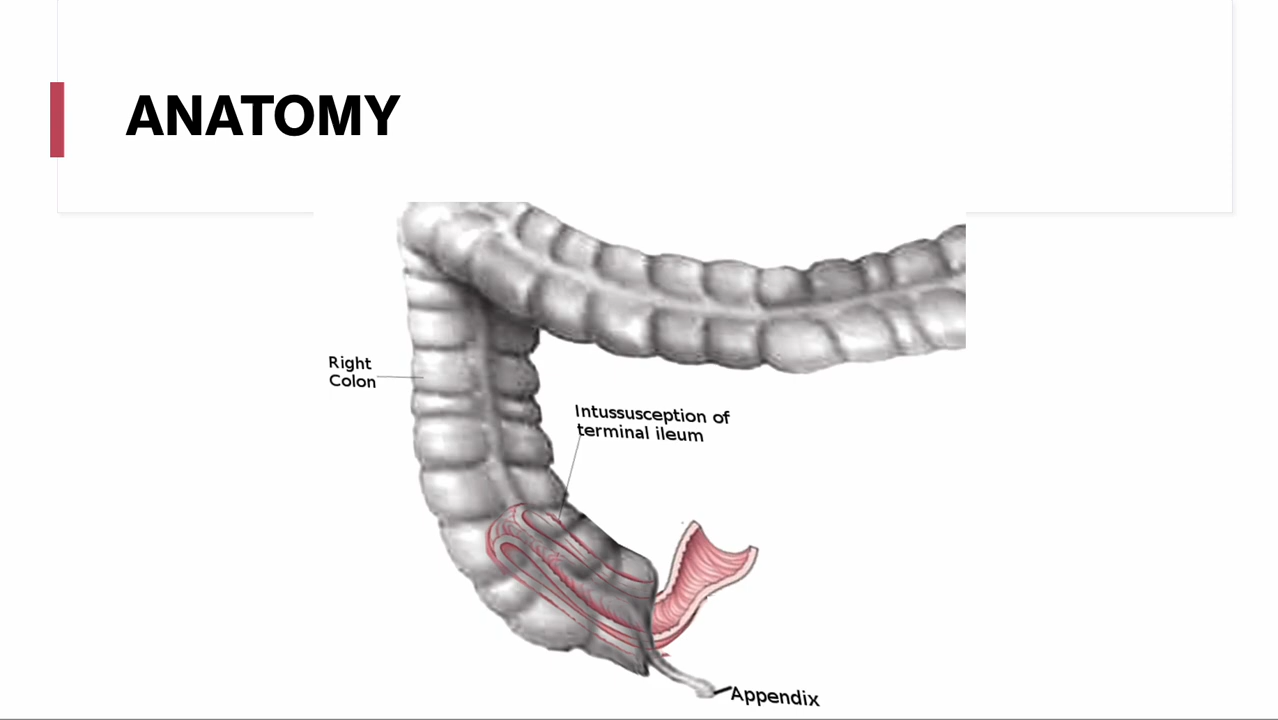 ANATOMY
Right
Colon
Intussusception of
terminal ileum
Appendix